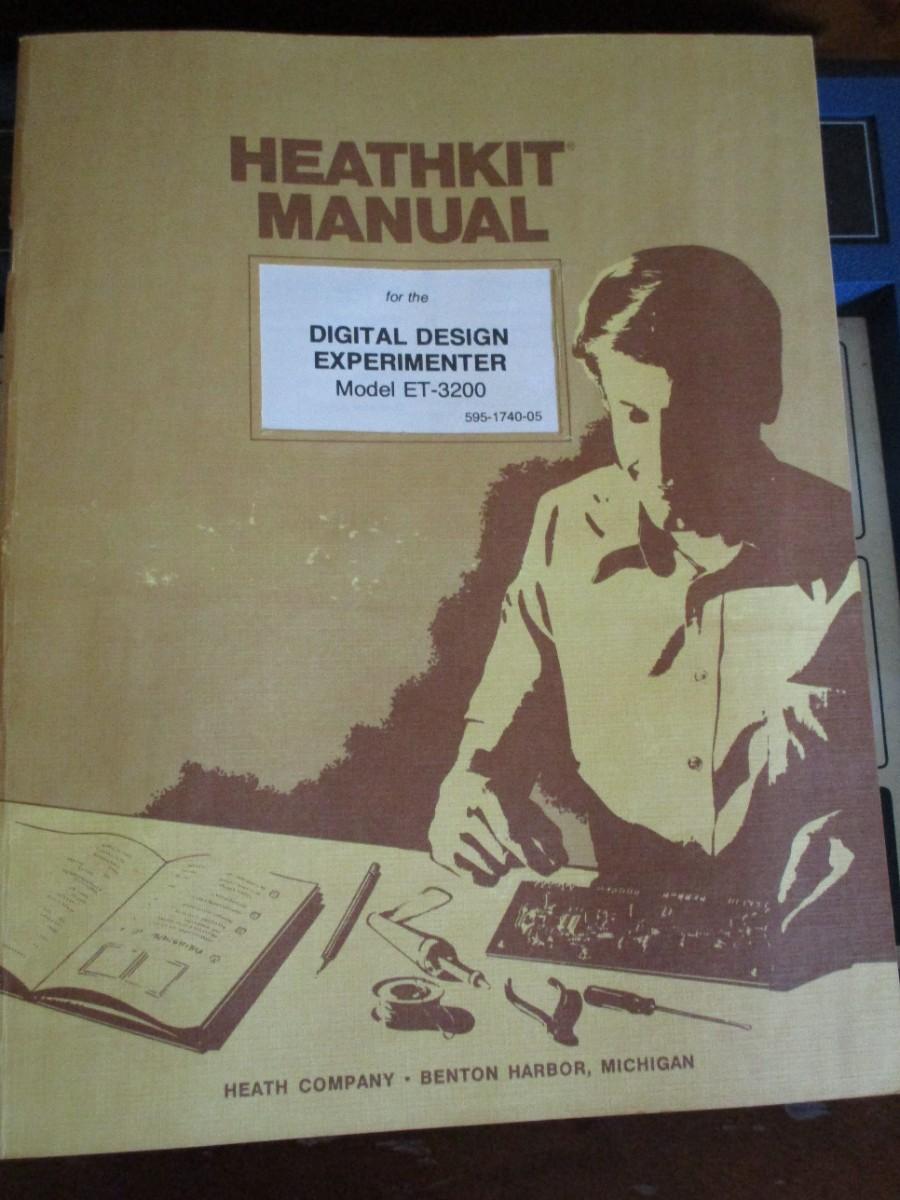 HEATHKIT®
MANUAL
for the
DIGITAL DESIGN
EXPERIMENTER
Model ET-3200
595-1740-05
HEATH COMPANY • BENTON HARBOR, MICHIGAN